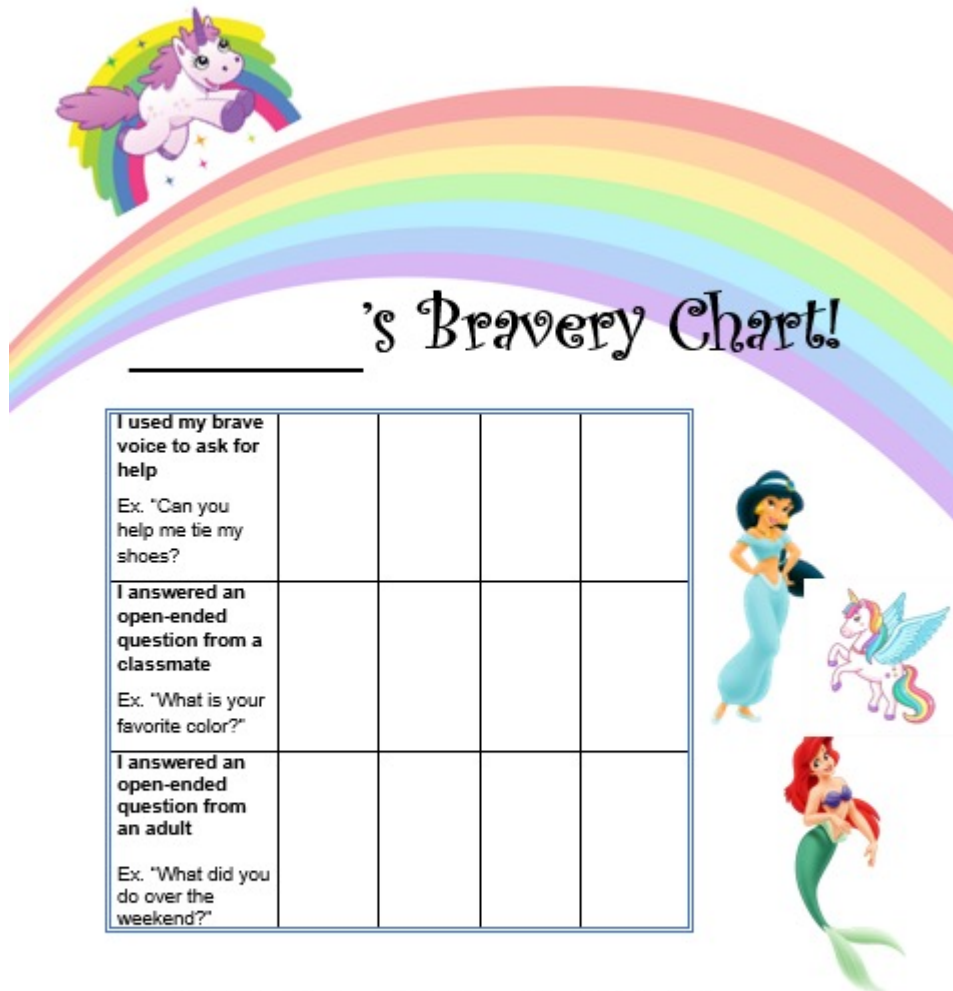 __________'s Bravery Chart!
I used my brave
voice to ask for
help
Ex. "Can you
help me tie my
shoes?
I answered an
open-ended
question from a
classmate
Ex. "What is your
favorite color?"
I answered an
open-ended
question from
an adult
Ex. "What did you
do over the
weekend?"